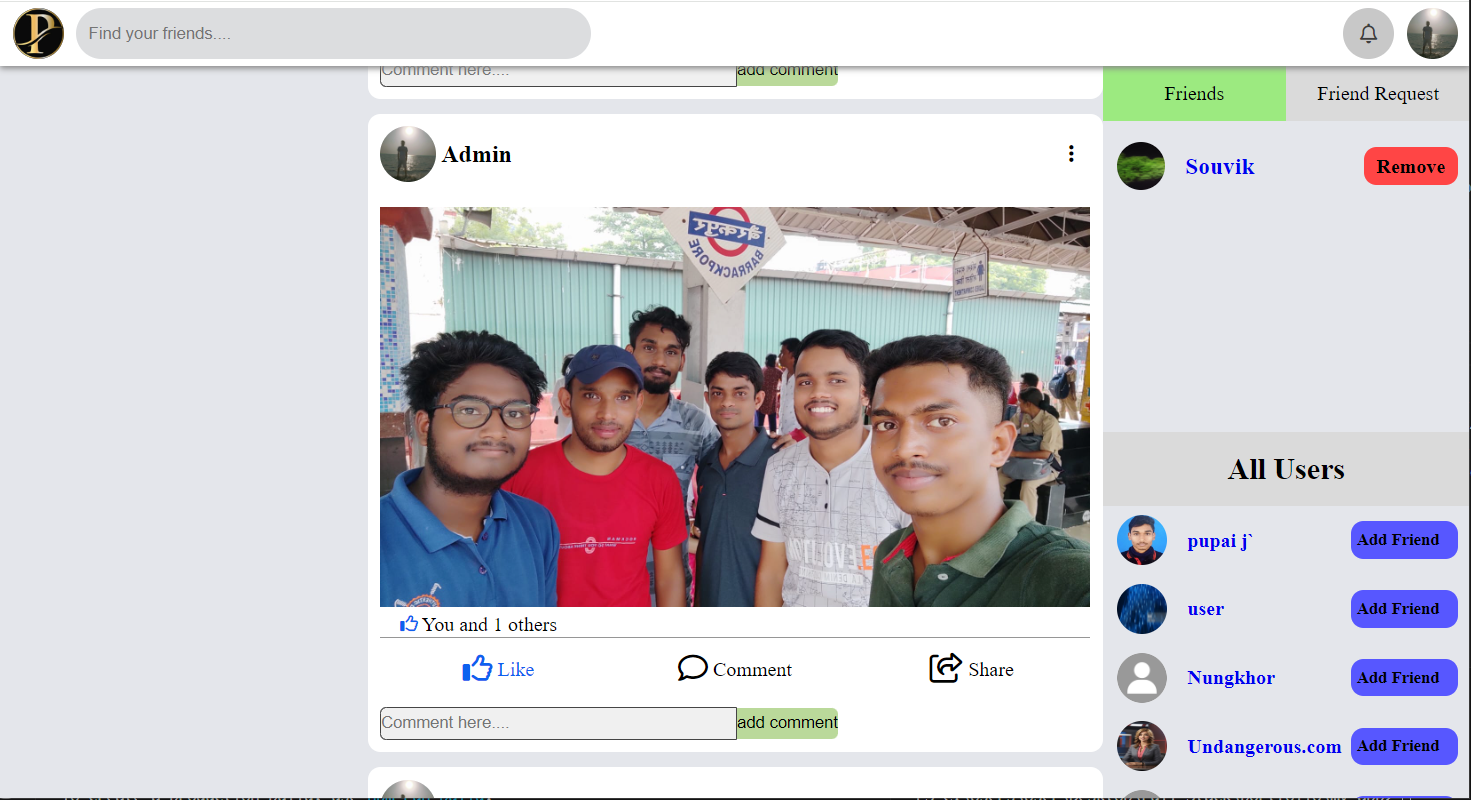 P
Find your friends....
Comment here....
add comment
Friends
Friend Request
Admin
Souvik
Remove
बैरकपुर
BARRACKPORE
You and 1 others
Like
Comment
Share
Comment here....
add comment
All Users
pupai j`
Add Friend
user
Add Friend
Nungkhor
Add Friend
Undangerous.com
Add Friend